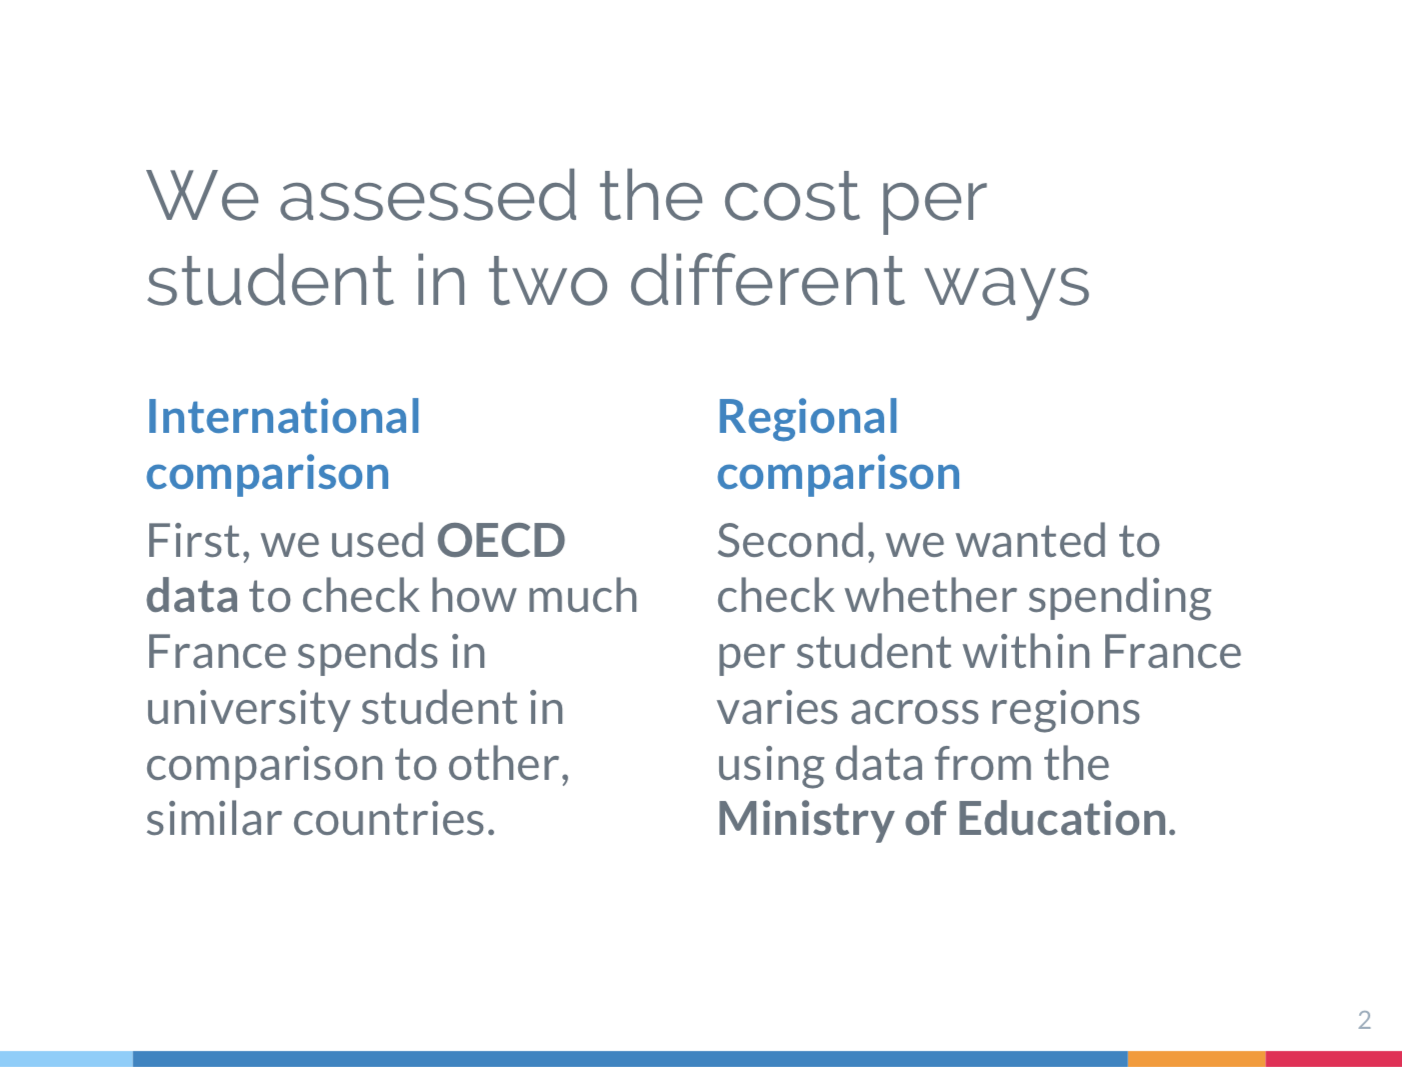 We assessed the cost per
student in two different ways
International
comparison
First, we used OECD
data to check how much
France spends in
university student in
comparison to other,
similar countries.
Regional
comparison
Second, we wanted to
check whether spending
per student within France
varies across regions
using data from the
Ministry of Education.
2